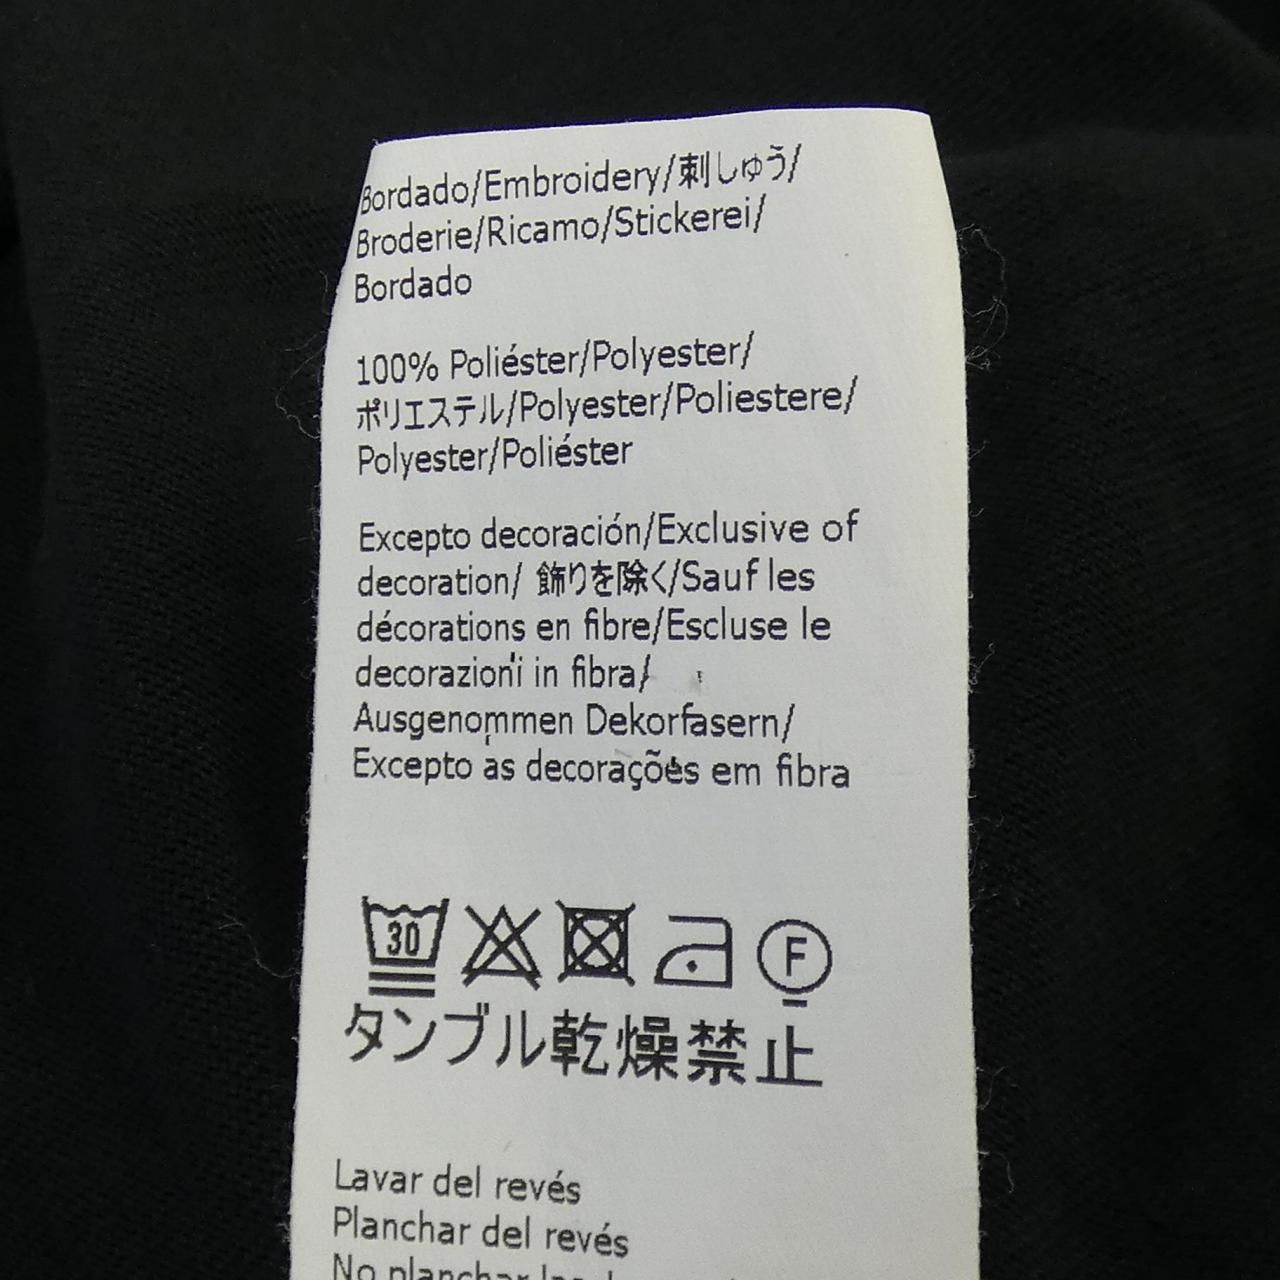 Bordado/Embroidery/刺しゅう/
Broderie/Ricamo/Stickerei/
Bordado
100% Poliéster/Polyester/
ポリエステル/Polyester/Poliestere/
Polyester/Poliéster
Excepto decoración/Exclusive of
decoration/ 飾りを除く/Sauf les
décorations en fibre/Escluse le
decorazioni in fibra/
Ausgenommen Dekorfasern/
Excepto as decorações em fibra
30 F
タンブル乾燥禁止
Lavar del revés
Planchar del revés
No planchar